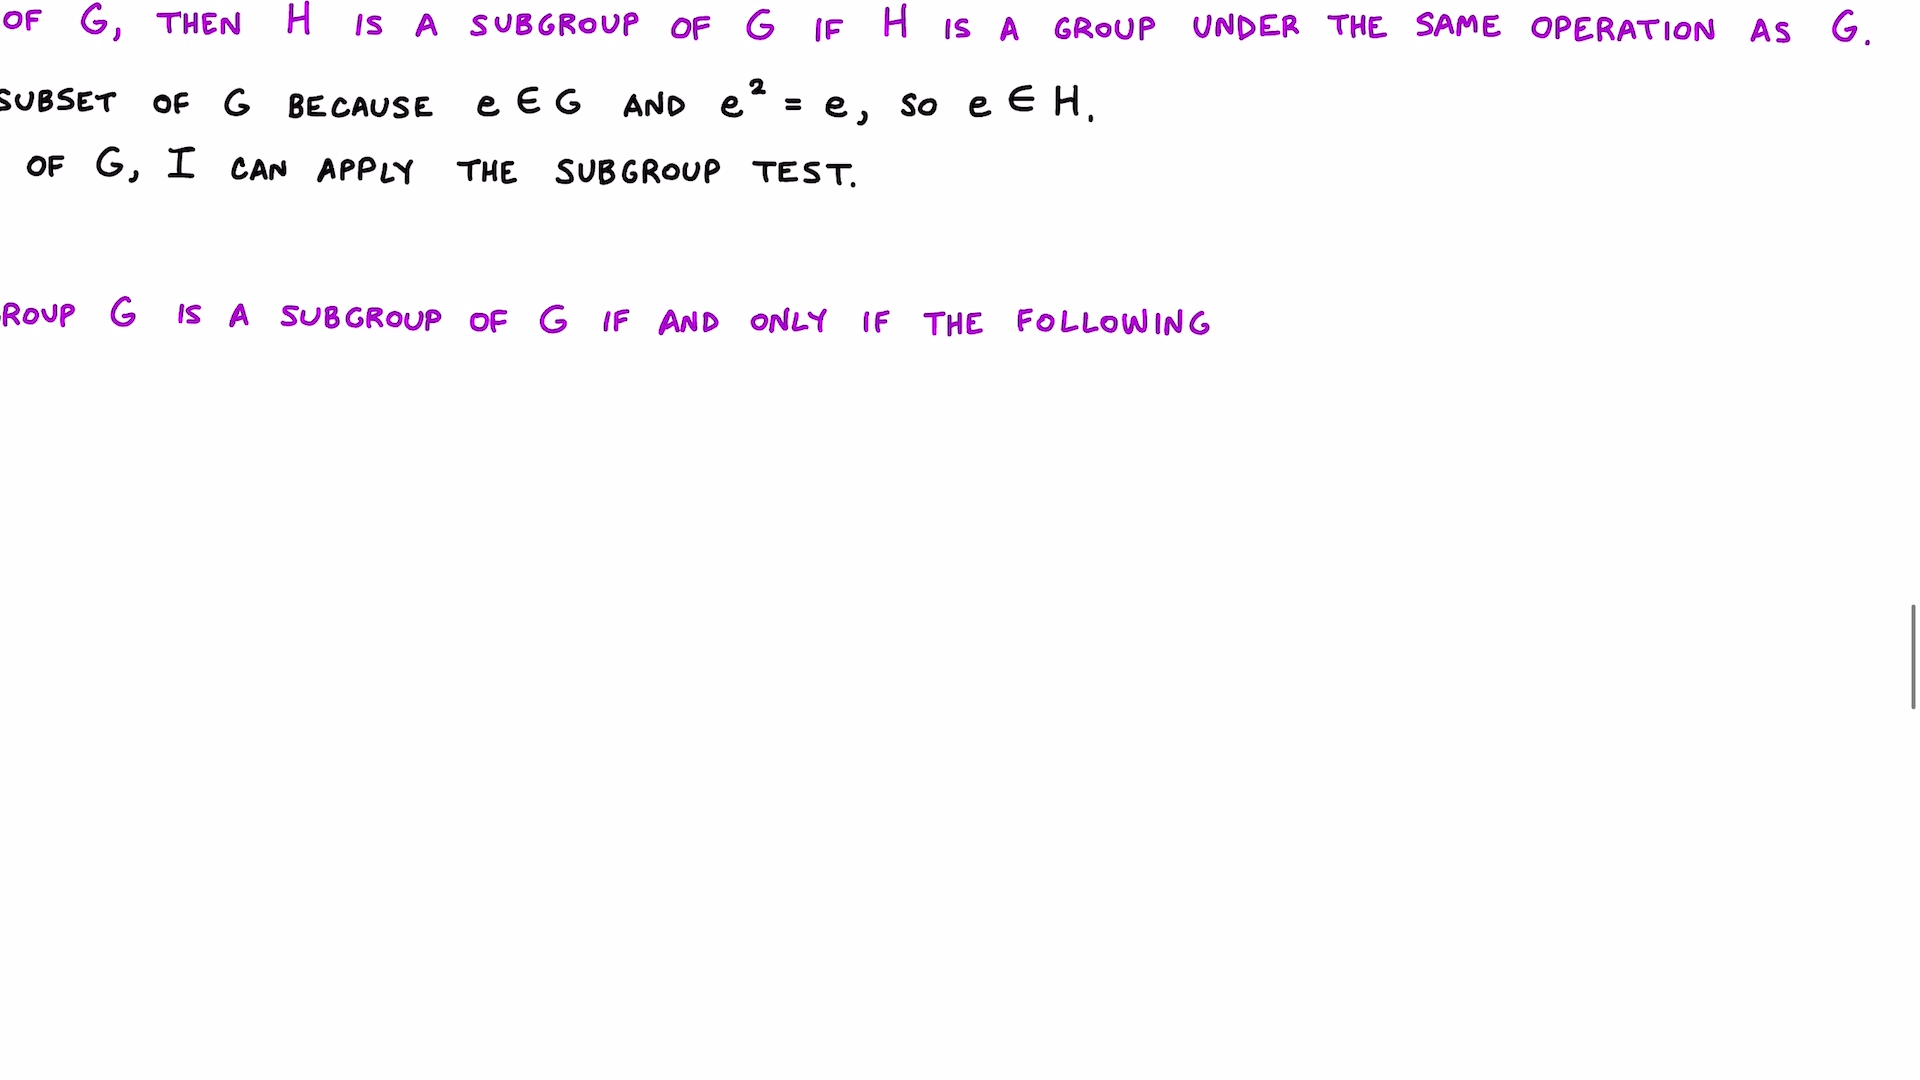 OF G, THEN H IS A SUBGROUP OF G IF H IS A GROUP UNDER THE SAME OPERATION AS G.
SUBSET OF G BECAUSE e ∈ G AND e² = e, SO e ∈ H.
OF G, I CAN APPLY THE SUBGROUP TEST.
ROUP G IS A SUBGROUP OF G IF AND ONLY IF THE FOLLOWING